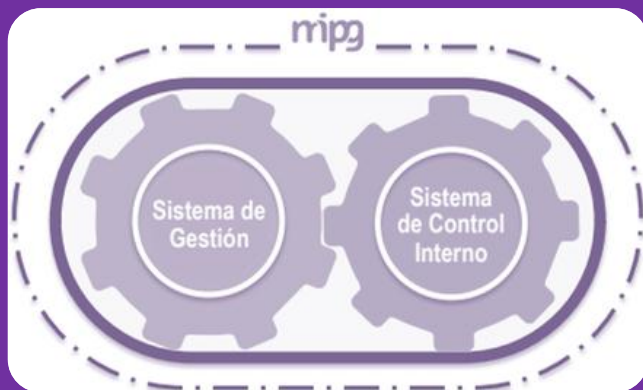 mipg
Sistema de
Gestión
Sistema
de Control
Interno